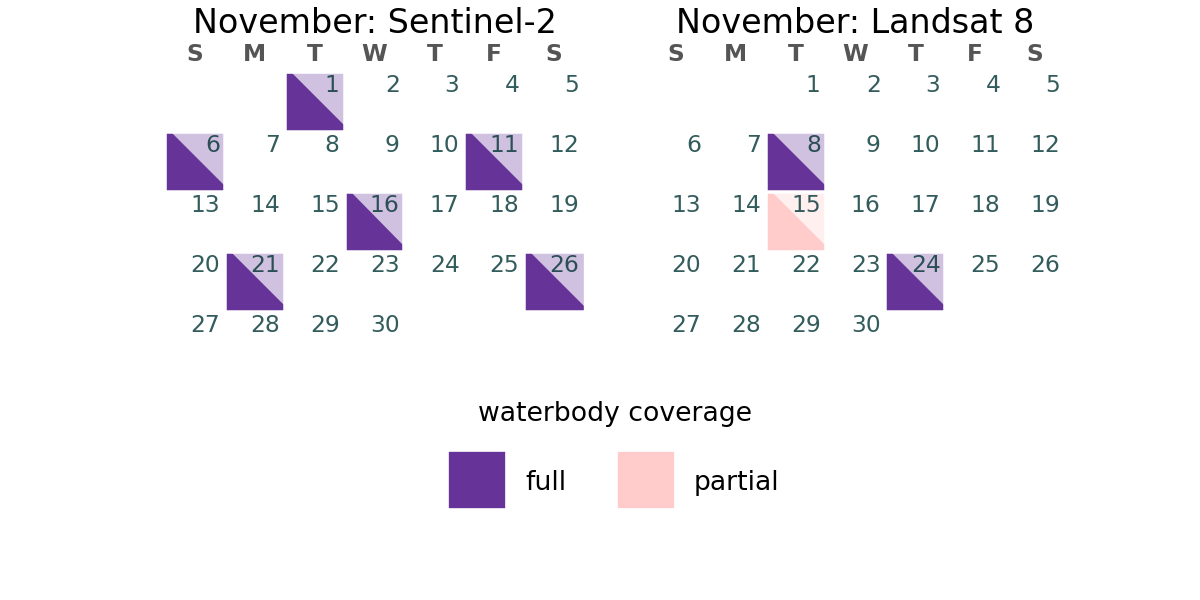 November: Sentinel-2
S M T W T F S
1 2 3 4 5
6 7 8 9 10 11 12
13 14 15 16 17 18 19
20 21 22 23 24 25 26
27 28 29 30
November: Landsat 8
S M T W T F S
1 2 3 4 5
6 7 8 9 10 11 12
13 14 15 16 17 18 19
20 21 22 23 24 25 26
27 28 29 30
waterbody coverage
full
partial